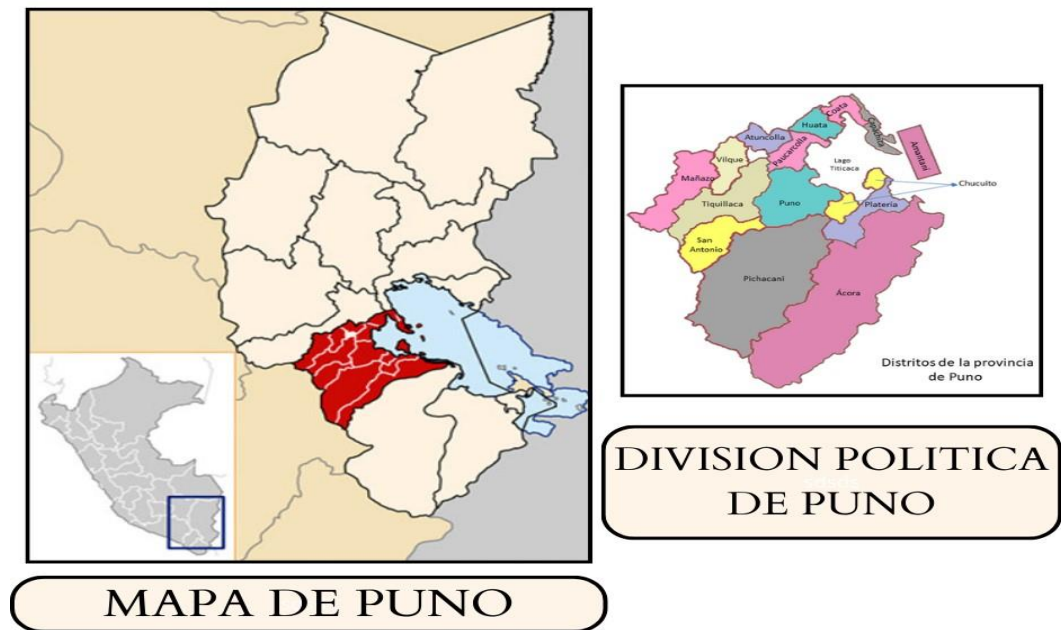 MAPA DE PUNO
Coata
Capachica
Huata
Atuncolla
Paucarcolla
Amantani
Vilque
Lago
Titicaca
Mañazo
Chucuito
Tiquillaca
Puno
Platería
San
Antonio
Pichacani
Ácora
Distritos de la provincia
de Puno
DIVISION POLITICA
DE PUNO